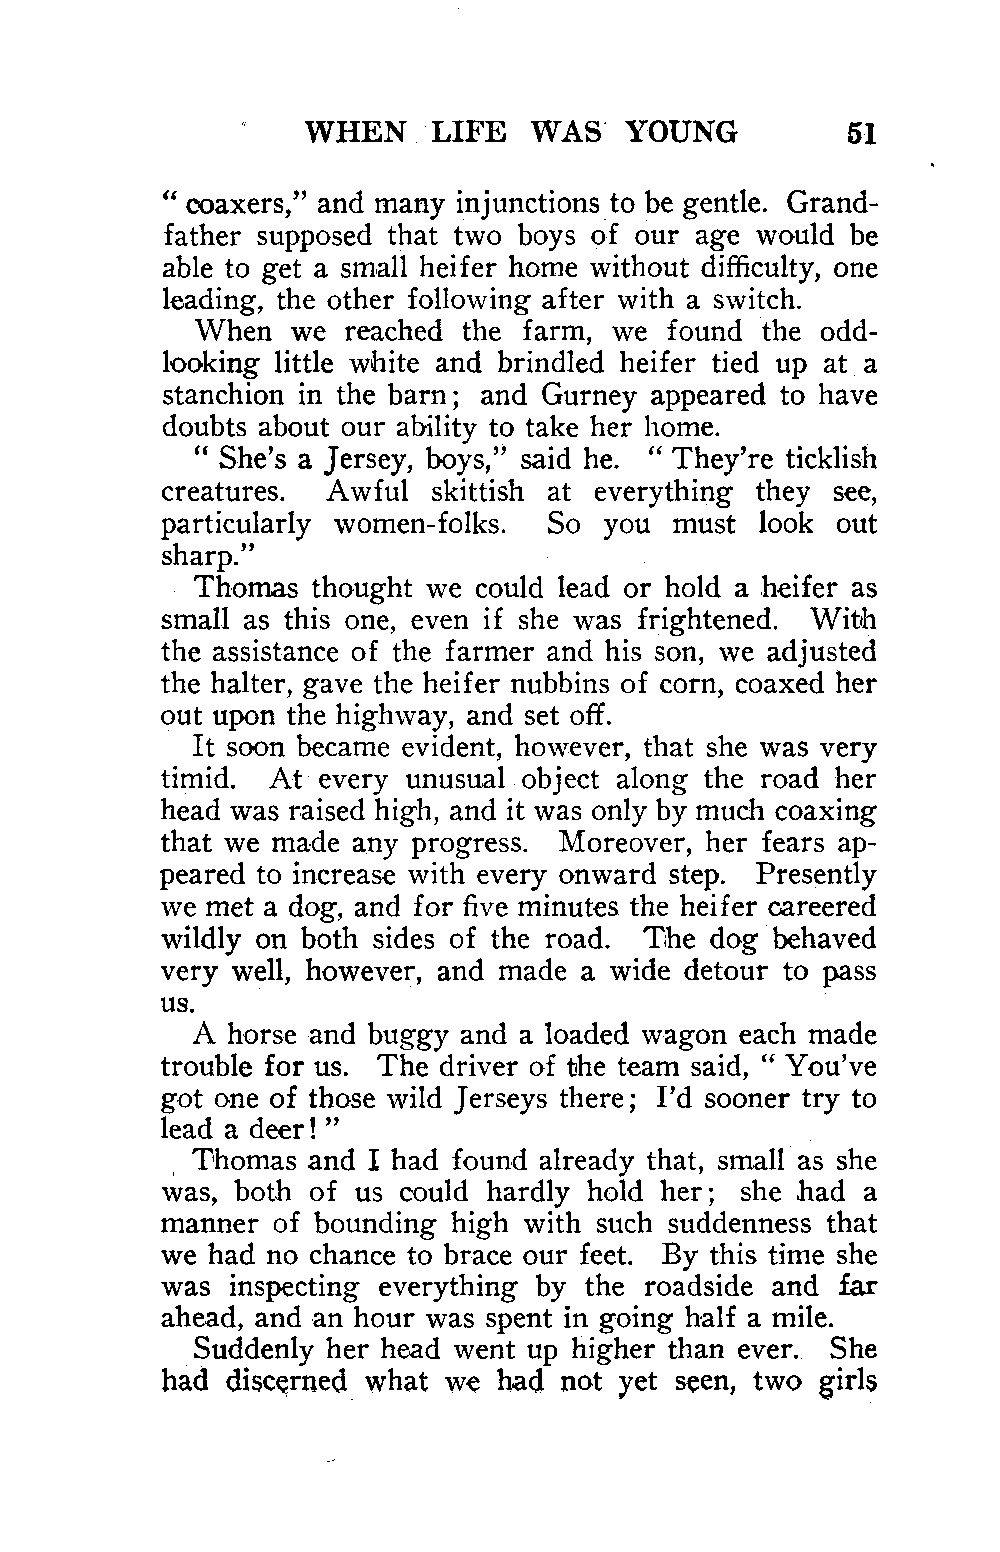 WHEN LIFE WAS YOUNG 51
" coaxers," and many injunctions to be gentle. Grand-
father supposed that two boys of our age would be
able to get a small heifer home without difficulty, one
leading, the other following after with a switch.
When we reached the farm, we found the odd-
looking little white and brindled heifer tied up at a
stanchion in the barn; and Gurney appeared to have
doubts about our ability to take her home.
" She's a Jersey, boys," said he. " They're ticklish
creatures. Awful skittish at everything they see,
particularly women-folks. So you must look out
sharp."
Thomas thought we could lead or hold a heifer as
small as this one, even if she was frightened. With
the assistance of the farmer and his son, we adjusted
the halter, gave the heifer nubbins of corn, coaxed her
out upon the highway, and set off.
It soon became evident, however, that she was very
timid. At every unusual object along the road her
head was raised high, and it was only by much coaxing
that we made any progress. Moreover, her fears ap-
peared to increase with every onward step. Presently
we met a dog, and for five minutes the heifer careered
wildly on both sides of the road. The dog behaved
very well, however, and made a wide detour to pass
us.
A horse and buggy and a loaded wagon each made
trouble for us. The driver of the team said, " You've
got one of those wild Jerseys there; I'd sooner try to
lead a deer! "
Thomas and I had found already that, small as she
was, both of us could hardly hold her; she had a
manner of bounding high with such suddenness that
we had no chance to brace our feet. By this time she
was inspecting everything by the roadside and far
ahead, and an hour was spent in going half a mile.
Suddenly her head went up higher than ever. She
had discerned what we had not yet seen, two girls